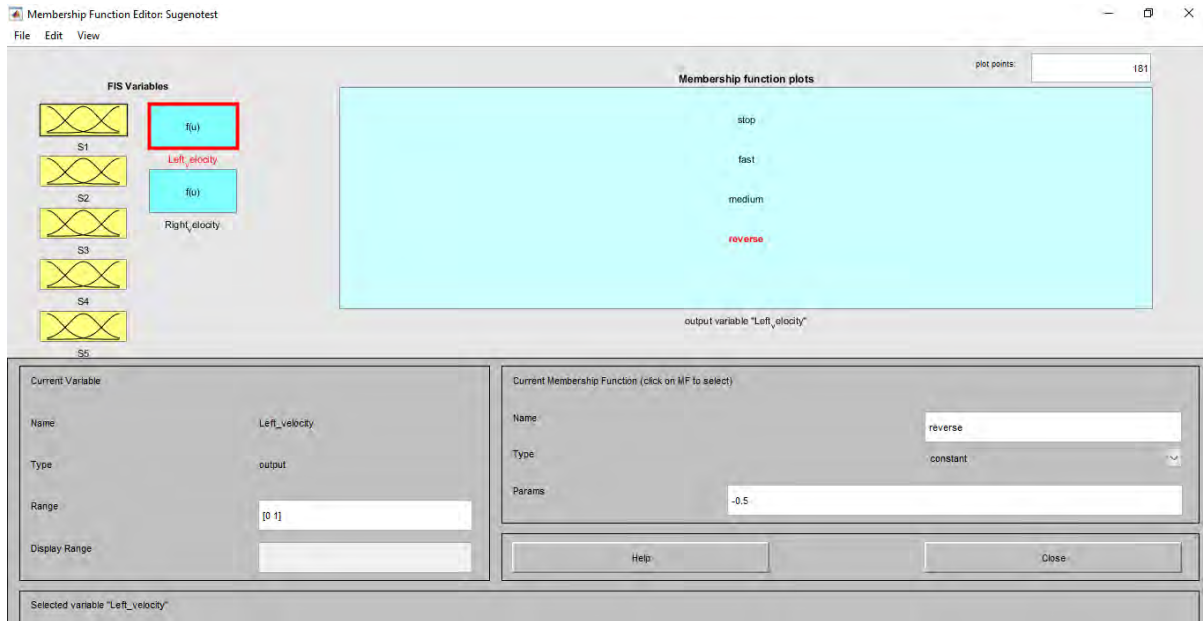 Membership Function Editor: Sugenotest
File Edit View
FIS Variables
S1
S2
S3
S4
S5
f(u)
Left_velocity
f(u)
Right_velocity
plot points:
181
Membership function plots
stop
fast
medium
reverse
output variable "Left_velocity"
Current Variable
Name
Left_velocity
Type
output
Range
[0 1]
Display Range
Current Membership Function (click on MF to select)
Name
reverse
Type
constant
Params
-0.5
Help
Close
Selected variable "Left_velocity"